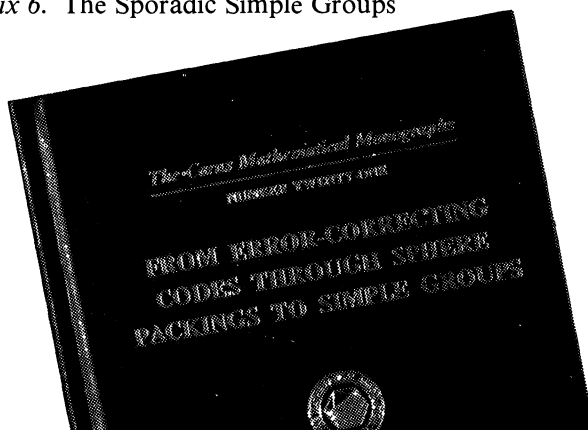 ix 6. The Sporadic Simple Groups
The Carus Mathematical Monographs
NUMBER TWENTY ONE
FROM ERROR-CORRECTING
CODES THROUGH SPHERE
PACKINGS TO SIMPLE GROUPS